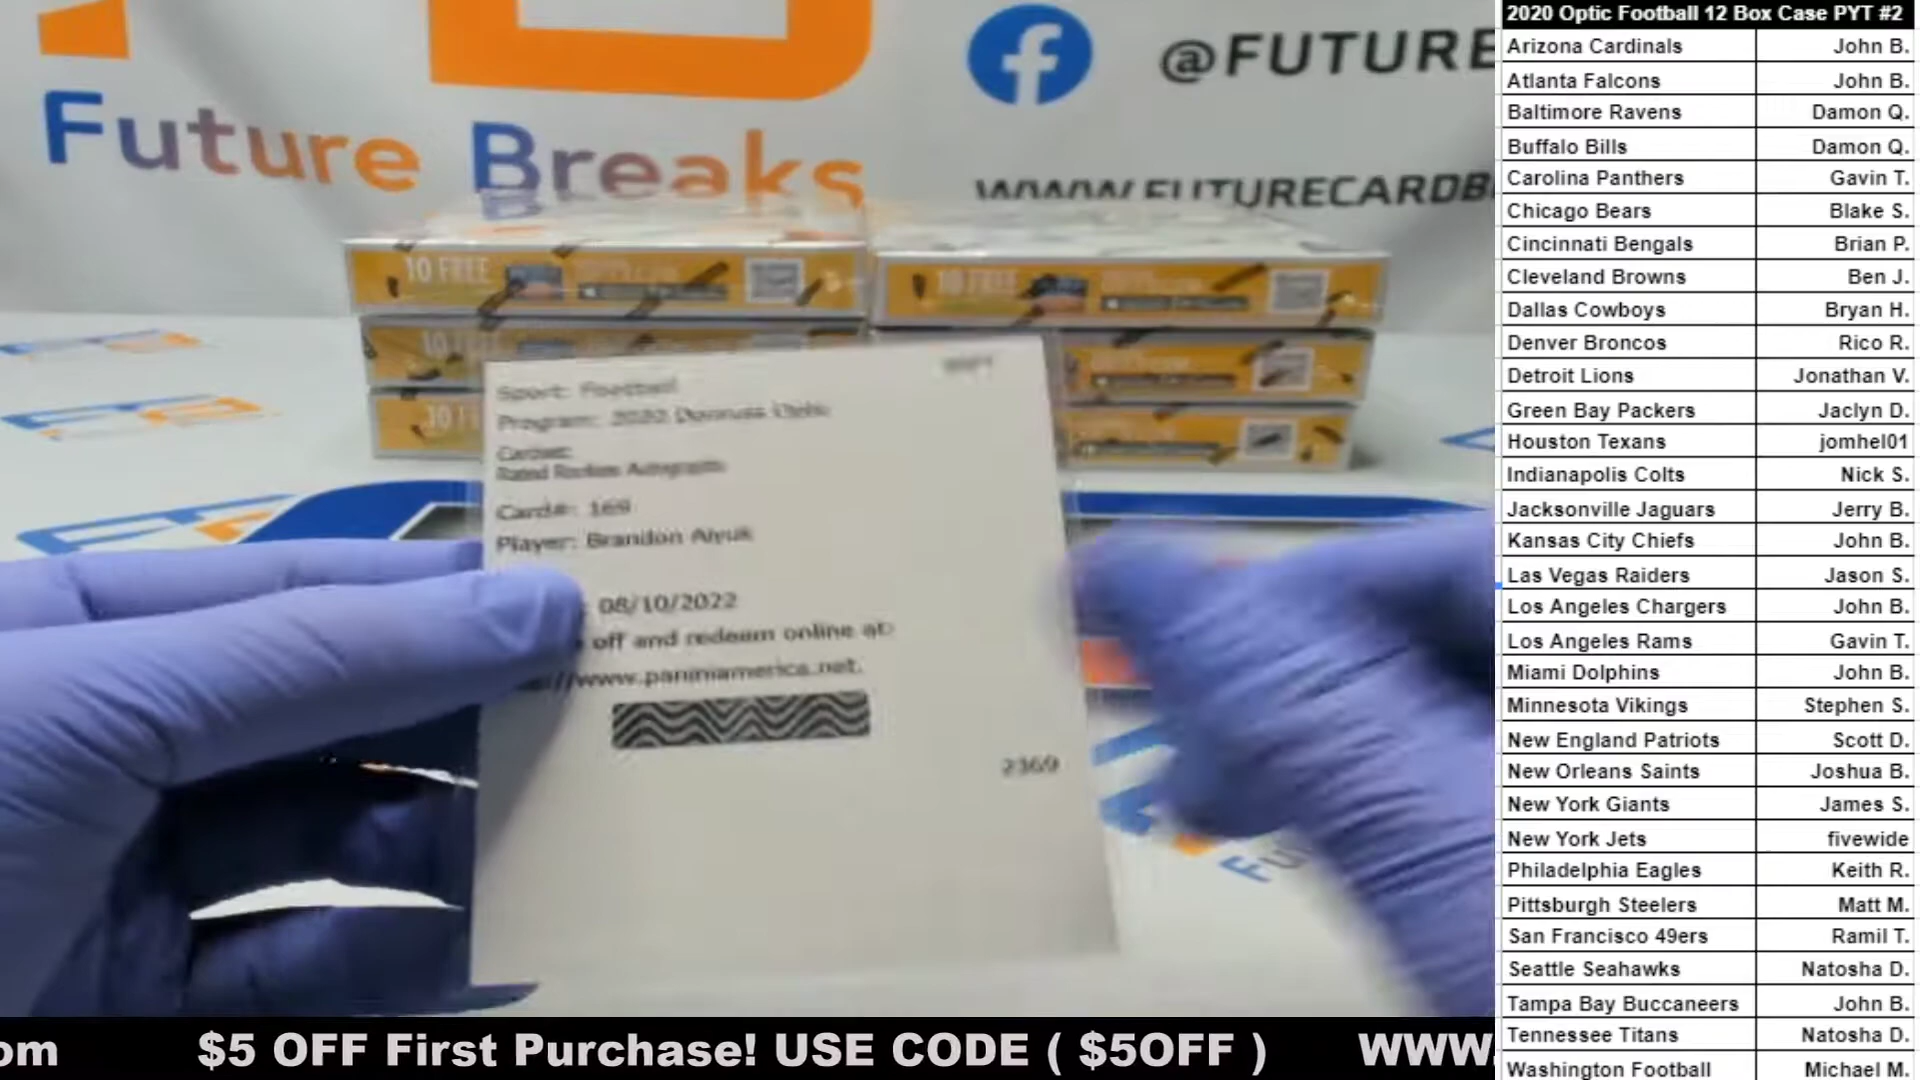 Future Breaks
@FUTURE
WWW.FUTURECARDB
10 FREE
10 FREE
Sport: Football
Program: 2020 Donruss Optic
Cardset:
Rated Rookies Autographs
Card#: 169
Player: Brandon Aiyuk
: 08/10/2022
off and redeem online at:
www.paniniamerica.net.
2369
om $5 OFF First Purchase! USE CODE ( $5OFF ) WWW.
2020 Optic Football 12 Box Case PYT #2
Arizona Cardinals John B.
Atlanta Falcons John B.
Baltimore Ravens Damon Q.
Buffalo Bills Damon Q.
Carolina Panthers Gavin T.
Chicago Bears Blake S.
Cincinnati Bengals Brian P.
Cleveland Browns Ben J.
Dallas Cowboys Bryan H.
Denver Broncos Rico R.
Detroit Lions Jonathan V.
Green Bay Packers Jaclyn D.
Houston Texans jomhel01
Indianapolis Colts Nick S.
Jacksonville Jaguars Jerry B.
Kansas City Chiefs John B.
Las Vegas Raiders Jason S.
Los Angeles Chargers John B.
Los Angeles Rams Gavin T.
Miami Dolphins John B.
Minnesota Vikings Stephen S.
New England Patriots Scott D.
New Orleans Saints Joshua B.
New York Giants James S.
New York Jets fivewide
Philadelphia Eagles Keith R.
Pittsburgh Steelers Matt M.
San Francisco 49ers Ramil T.
Seattle Seahawks Natosha D.
Tampa Bay Buccaneers John B.
Tennessee Titans Natosha D.
Washington Football Michael M.